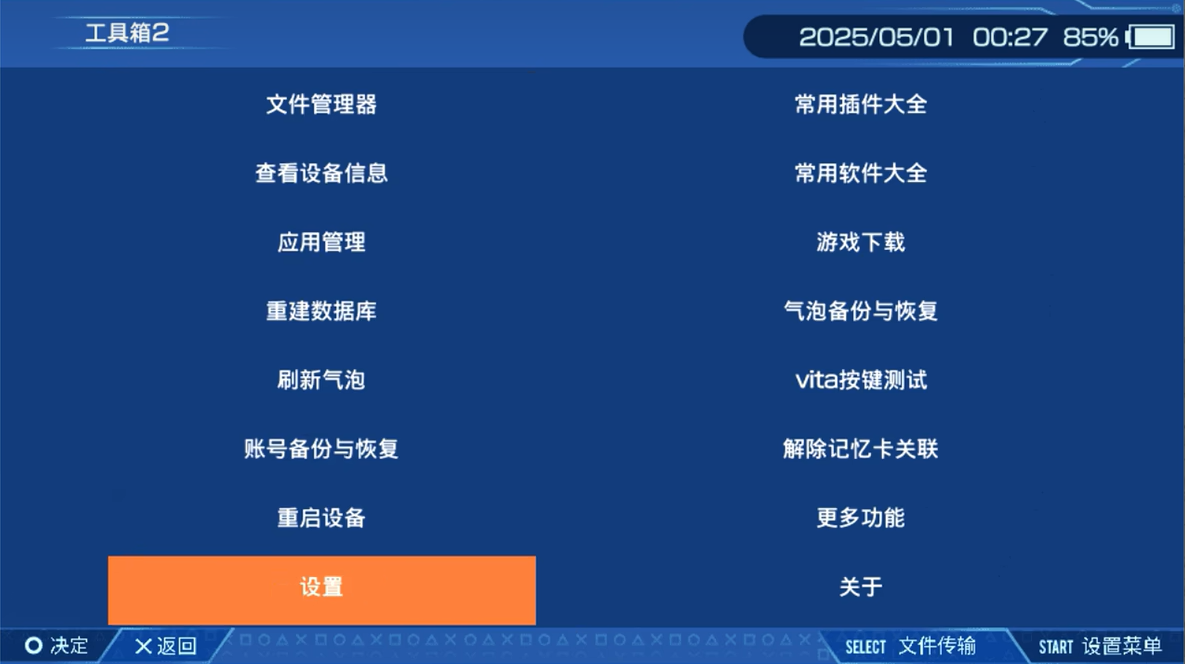 工具箱2
2025/05/01 00:27 85%
文件管理器
常用插件大全
查看设备信息
常用软件大全
应用管理
游戏下载
重建数据库
气泡备份与恢复
刷新气泡
vita按键测试
账号备份与恢复
解除记忆卡关联
重启设备
更多功能
设置
关于
决定
返回
SELECT 文件传输
START 设置菜单